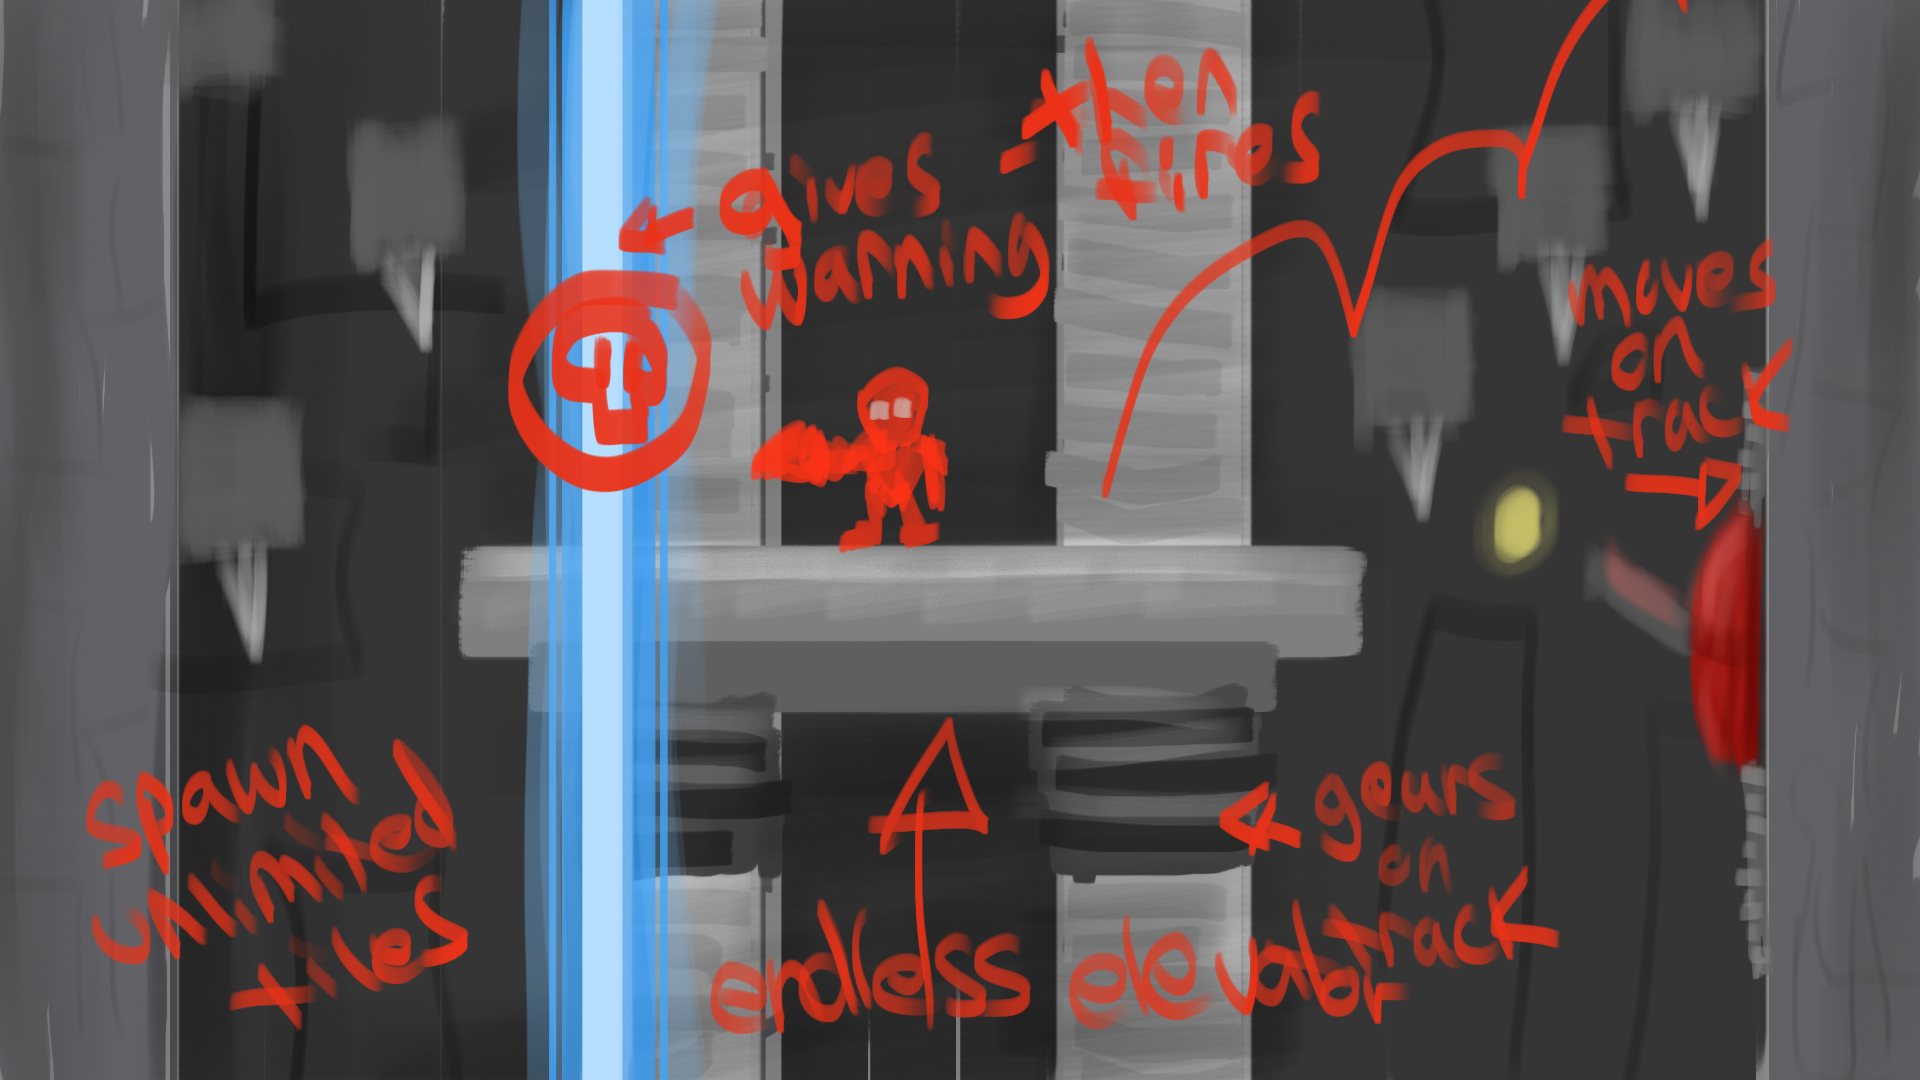 gives
warning
- then
fires
moves
on
track
spawn
unlimited
tiles
gears
on
track
endless elevator